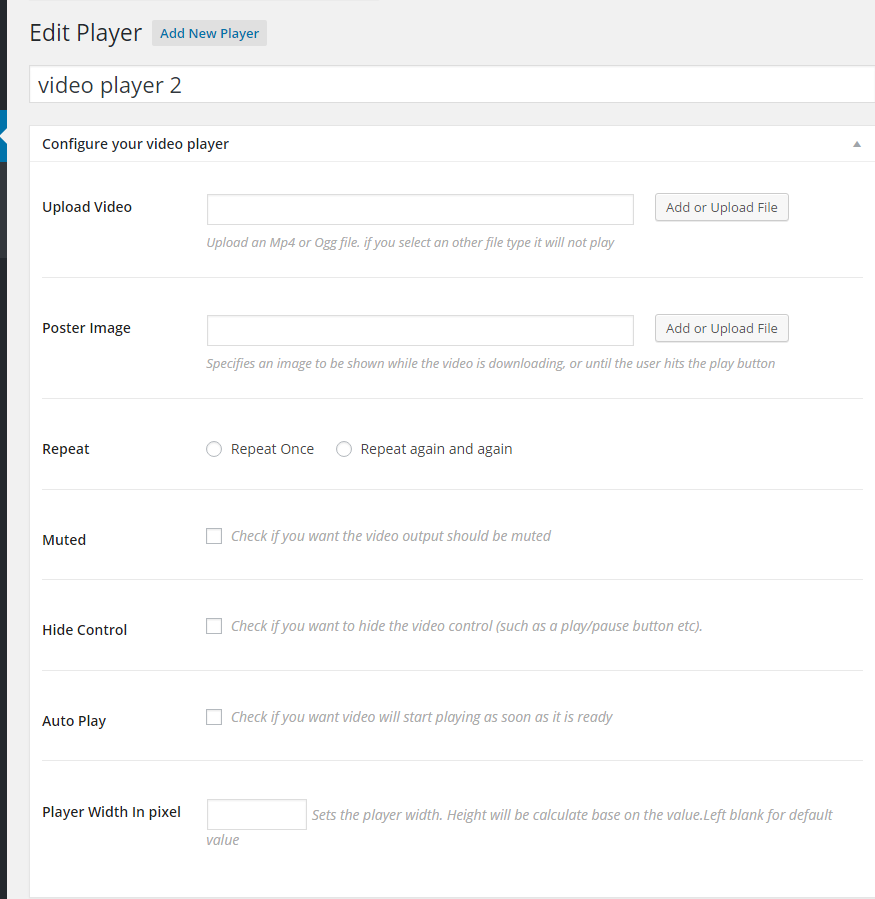 Edit Player Add New Player
video player 2
Configure your video player
Upload Video Add or Upload File
Upload an Mp4 or Ogg file. if you select an other file type it will not play
Poster Image Add or Upload File
Specifies an image to be shown while the video is downloading, or until the user hits the play button
Repeat Repeat Once Repeat again and again
Muted Check if you want the video output should be muted
Hide Control Check if you want to hide the video control (such as a play/pause button etc).
Auto Play Check if you want video will start playing as soon as it is ready
Player Width In pixel Sets the player width. Height will be calculate base on the value.Left blank for default
value